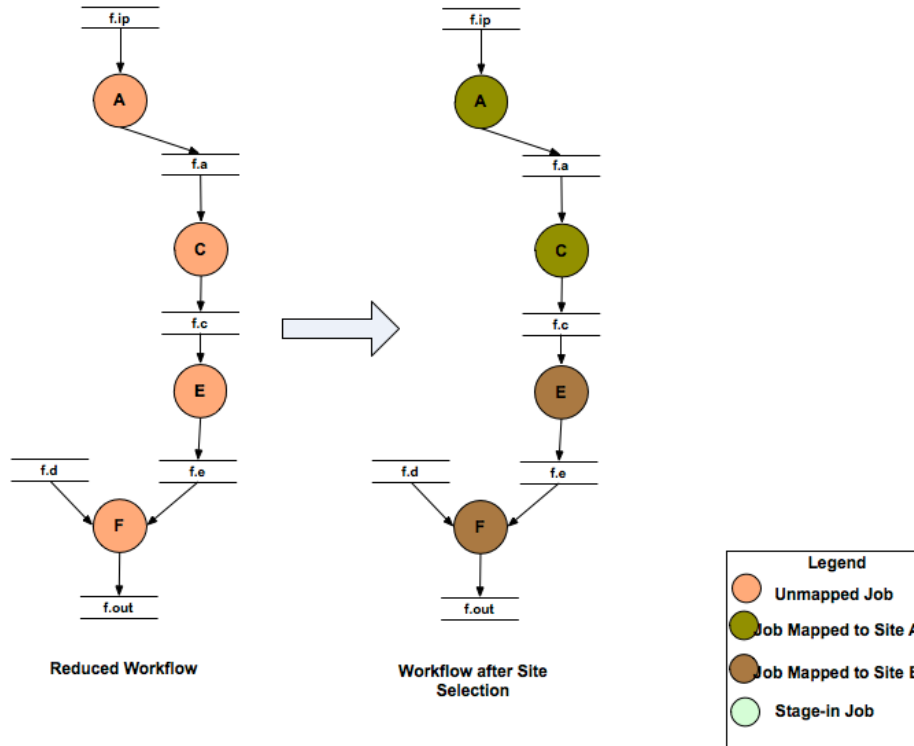 f.ip
A
f.a
C
f.c
E
f.d
f.e
F
f.out
Reduced Workflow
f.ip
A
f.a
C
f.c
E
f.d
f.e
F
f.out
Workflow after Site
Selection
Legend
Unmapped Job
Job Mapped to Site A
Job Mapped to Site
Stage-in Job